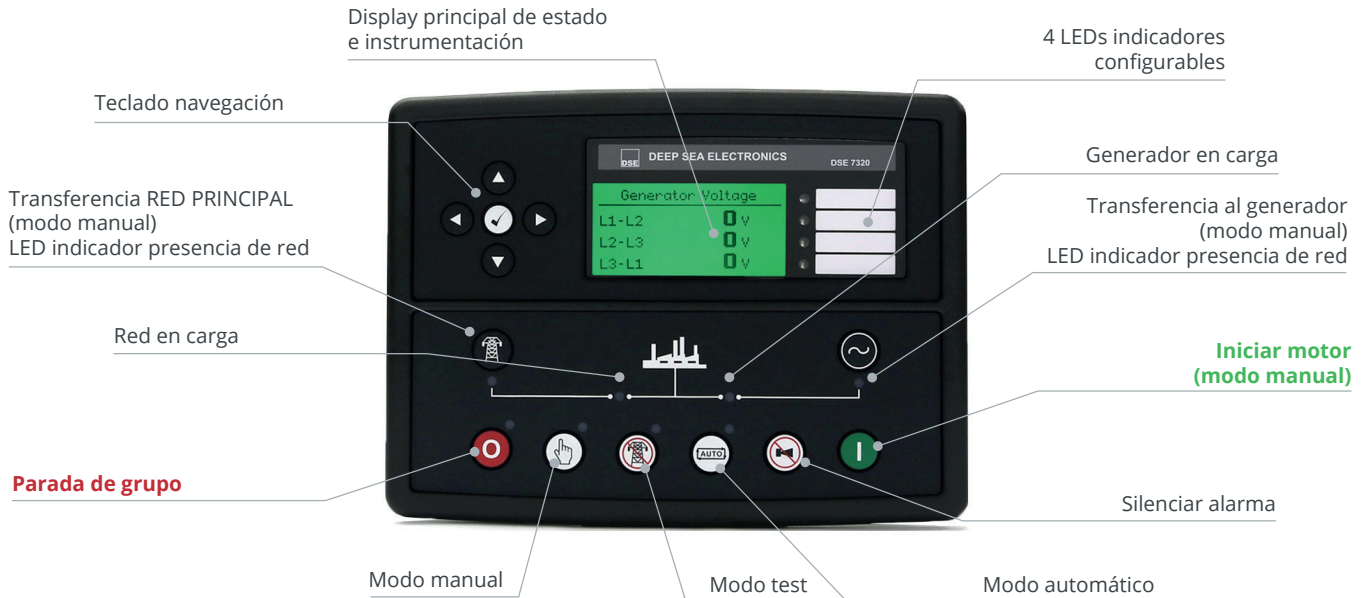 Display principal de estado
e instrumentación
4 LEDs indicadores
configurables
Teclado navegación
Generador en carga
Transferencia RED PRINCIPAL
(modo manual)
LED indicador presencia de red
Transferencia al generador
(modo manual)
LED indicador presencia de red
DSE
DEEP SEA ELECTRONICS
DSE 7320
Generator Voltage
L1-L2 0 V
L2-L3 0 V
L3-L1 0 V
Red en carga
Iniciar motor
(modo manual)
O
AUTO
I
Parada de grupo
Silenciar alarma
Modo manual
Modo test
Modo automático